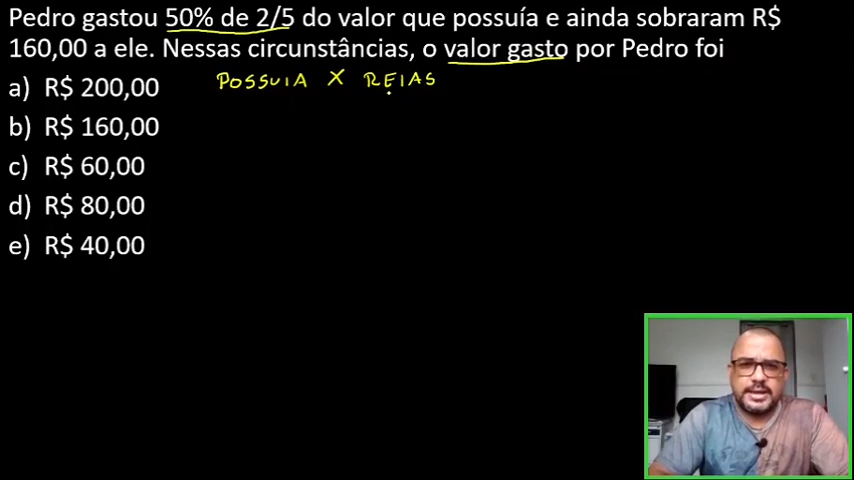 Pedro gastou 50% de 2/5 do valor que possuía e ainda sobraram R$
160,00 a ele. Nessas circunstâncias, o valor gasto por Pedro foi
a) R$ 200,00
POSSUIA X REIAS
b) R$ 160,00
c) R$ 60,00
d) R$ 80,00
e) R$ 40,00